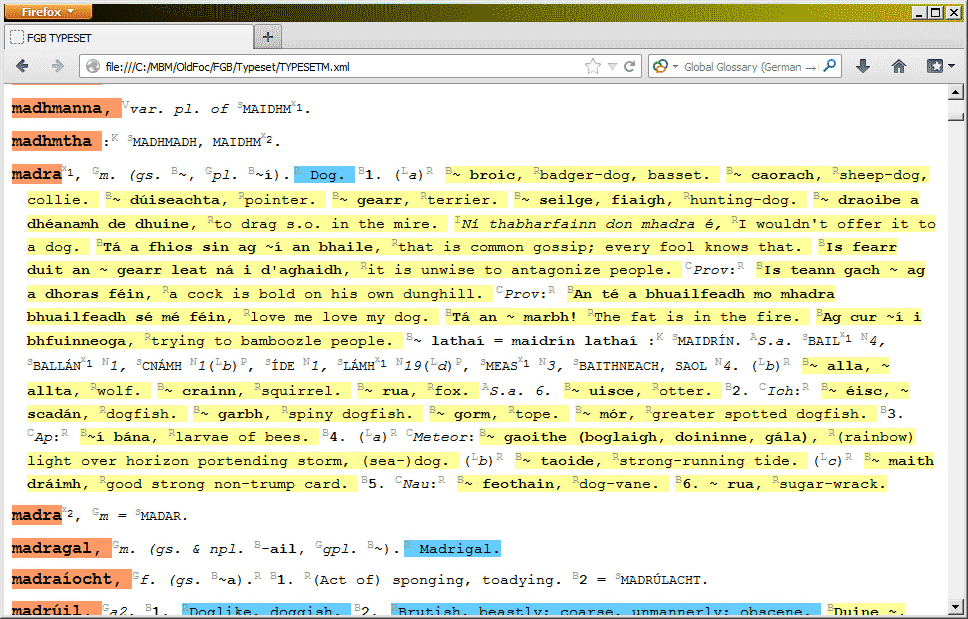 Firefox
FGB TYPESET
file:///C:/MBM/OldFoc/FGB/Typeset/TYPESETM.xml
Global Glossary (German →
madhmanna, Vvar. pl. of SMAIDHMX1.
madhmtha :K SMADHMADH, MAIDHMX2.
madraX1, Gm. (gs. B~, Gpl. B~í).R Dog. B1. (La)R B~ broic, Rbadger-dog, basset. B~ caorach, Rsheep-dog,
collie. B~ dúiseachta, Rpointer. B~ gearr, Rterrier. B~ seilge, fiaigh, Rhunting-dog. B~ draoibe a
dhéanamh de dhuine, Rto drag s.o. in the mire. INí thabharfainn don mhadra é, RI wouldn't offer it to
a dog. BTá a fhios sin ag ~í an bhaile, Rthat is common gossip; every fool knows that. BIs fearr
duit an ~ gearr leat ná i d'aghaidh, Rit is unwise to antagonize people. CProv:R BIs teann gach ~ ag
a dhoras féin, Ra cock is bold on his own dunghill. CProv:R BAn té a bhuailfeadh mo mhadra
bhuailfeadh sé mé féin, Rlove me love my dog. BTá an ~ marbh! RThe fat is in the fire. BAg cur ~í i
bhfuinneoga, Rtrying to bamboozle people. B~ lathaí = maidrín lathaí :K SMAIDRÍN. AS.a. SBAILX1 N4,
SBALLÁNX1 N1, SCNÁMH N1(Lb)P, SÍDE N1, SLÁMHX1 N19(Ld)P, SMEASX1 N3, SBAITHNEACH, SAOL N4. (Lb)R B~ alla, ~
allta, Rwolf. B~ crainn, Rsquirrel. B~ rua, Rfox. AS.a. 6. B~ uisce, Rotter. B2. CIch:R B~ éisc, ~
scadán, Rdogfish. B~ garbh, Rspiny dogfish. B~ gorm, Rtope. B~ mór, Rgreater spotted dogfish. B3.
CAp:R B~í bána, Rlarvae of bees. B4. (La)R CMeteor:B~ gaoithe (boglaigh, doininne, gála), R(rainbow)
light over horizon portending storm, (sea-)dog. (Lb)R B~ taoide, Rstrong-running tide. (Lc)R B~ maith
dráimh, Rgood strong non-trump card. B5. CNau:R B~ feothain, Rdog-vane. B6. ~ rua, Rsugar-wrack.
madraX2, Gm = SMADAR.
madragal, Gm. (gs. & npl. B-ail, Ggpl. B~).R Madrigal.
madraíocht, Gf. (gs. B~a).R B1. R(Act of) sponging, toadying. B2 = SMADRÚLACHT.
madrúil, Ga2. B1. RDoglike, doggish. B2. RBrutish, beastly; coarse, unmannerly; obscene. BDuine ~,